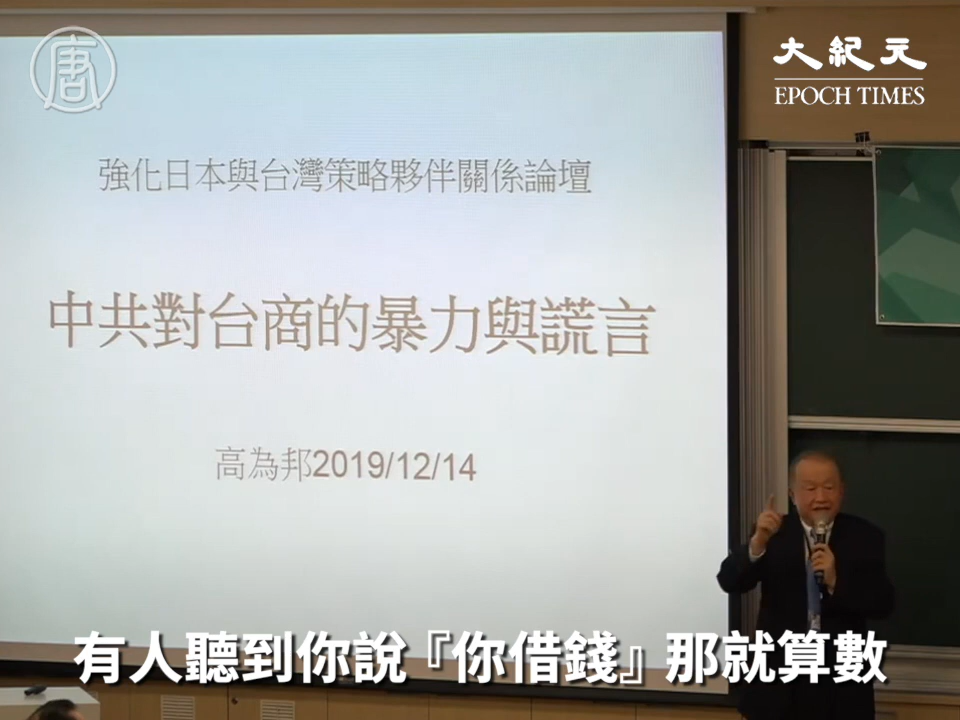 唐
大紀元
EPOCH TIMES
強化日本與台灣策略夥伴關係論壇
中共對台商的暴力與謊言
高為邦2019/12/14
有人聽到你說『你借錢』那就算數